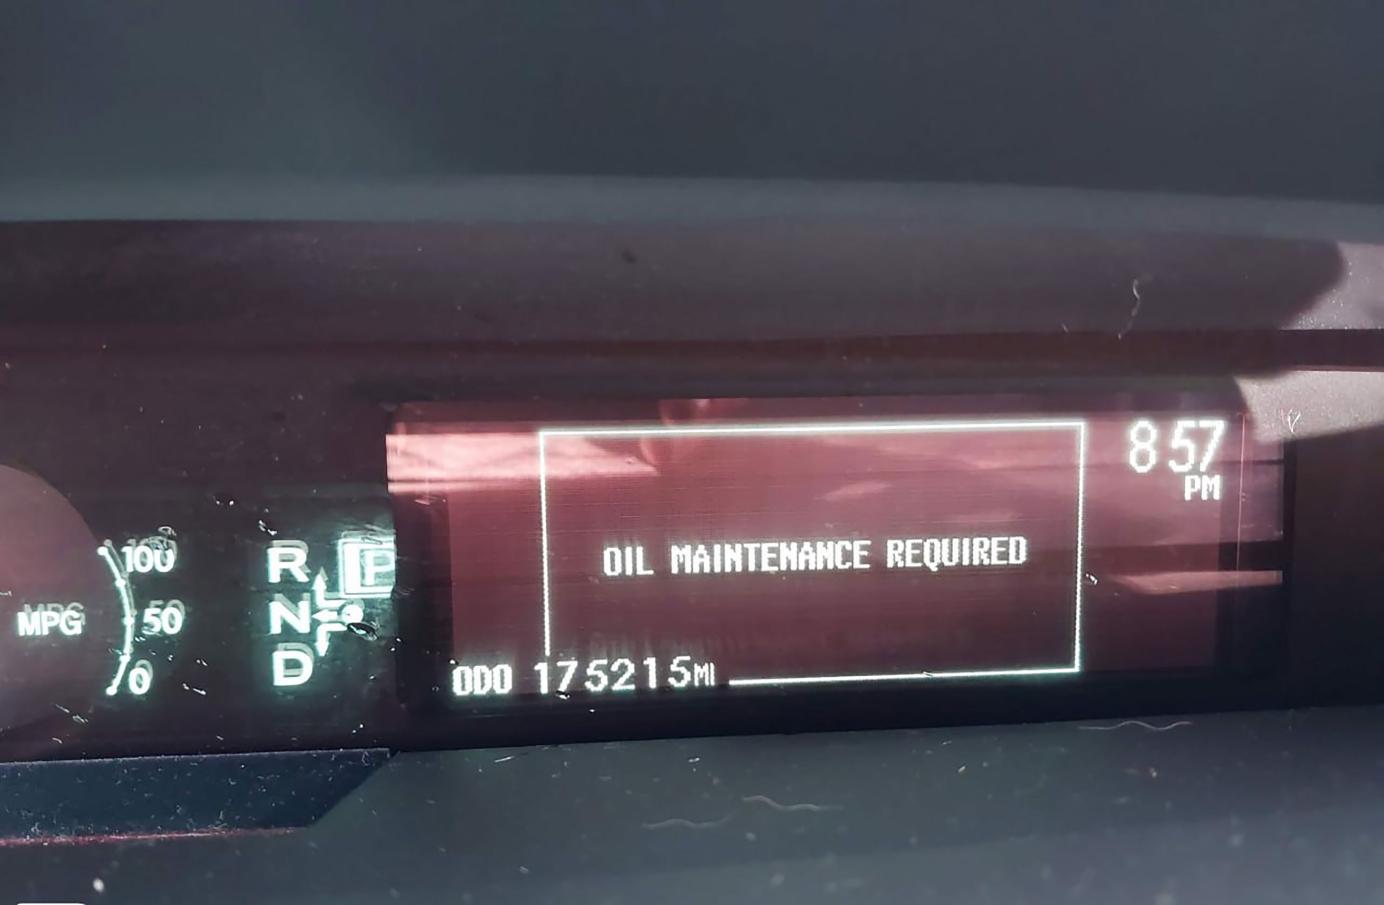 8 57
PM
OIL MAINTENANCE REQUIRED
ODO 175215MI
100
MPG 50
0
R P
N
D